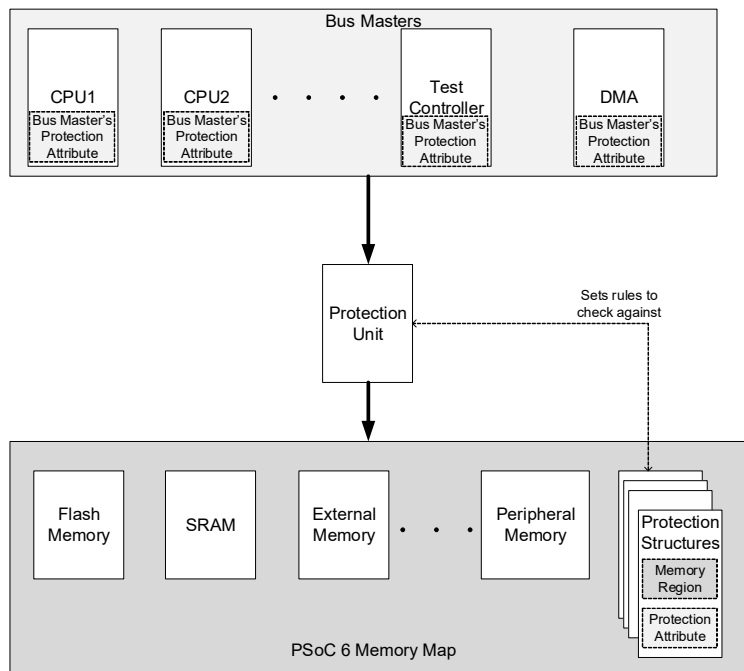 Bus Masters
CPU1
Bus Master's
Protection
Attribute
CPU2
Bus Master's
Protection
Attribute
Test
Controller
Bus Master's
Protection
Attribute
DMA
Bus Master's
Protection
Attribute
Protection
Unit
Sets rules to
check against
Flash
Memory
SRAM
External
Memory
Peripheral
Memory
Protection
Structures
Memory
Region
Protection
Attribute
PSoC 6 Memory Map